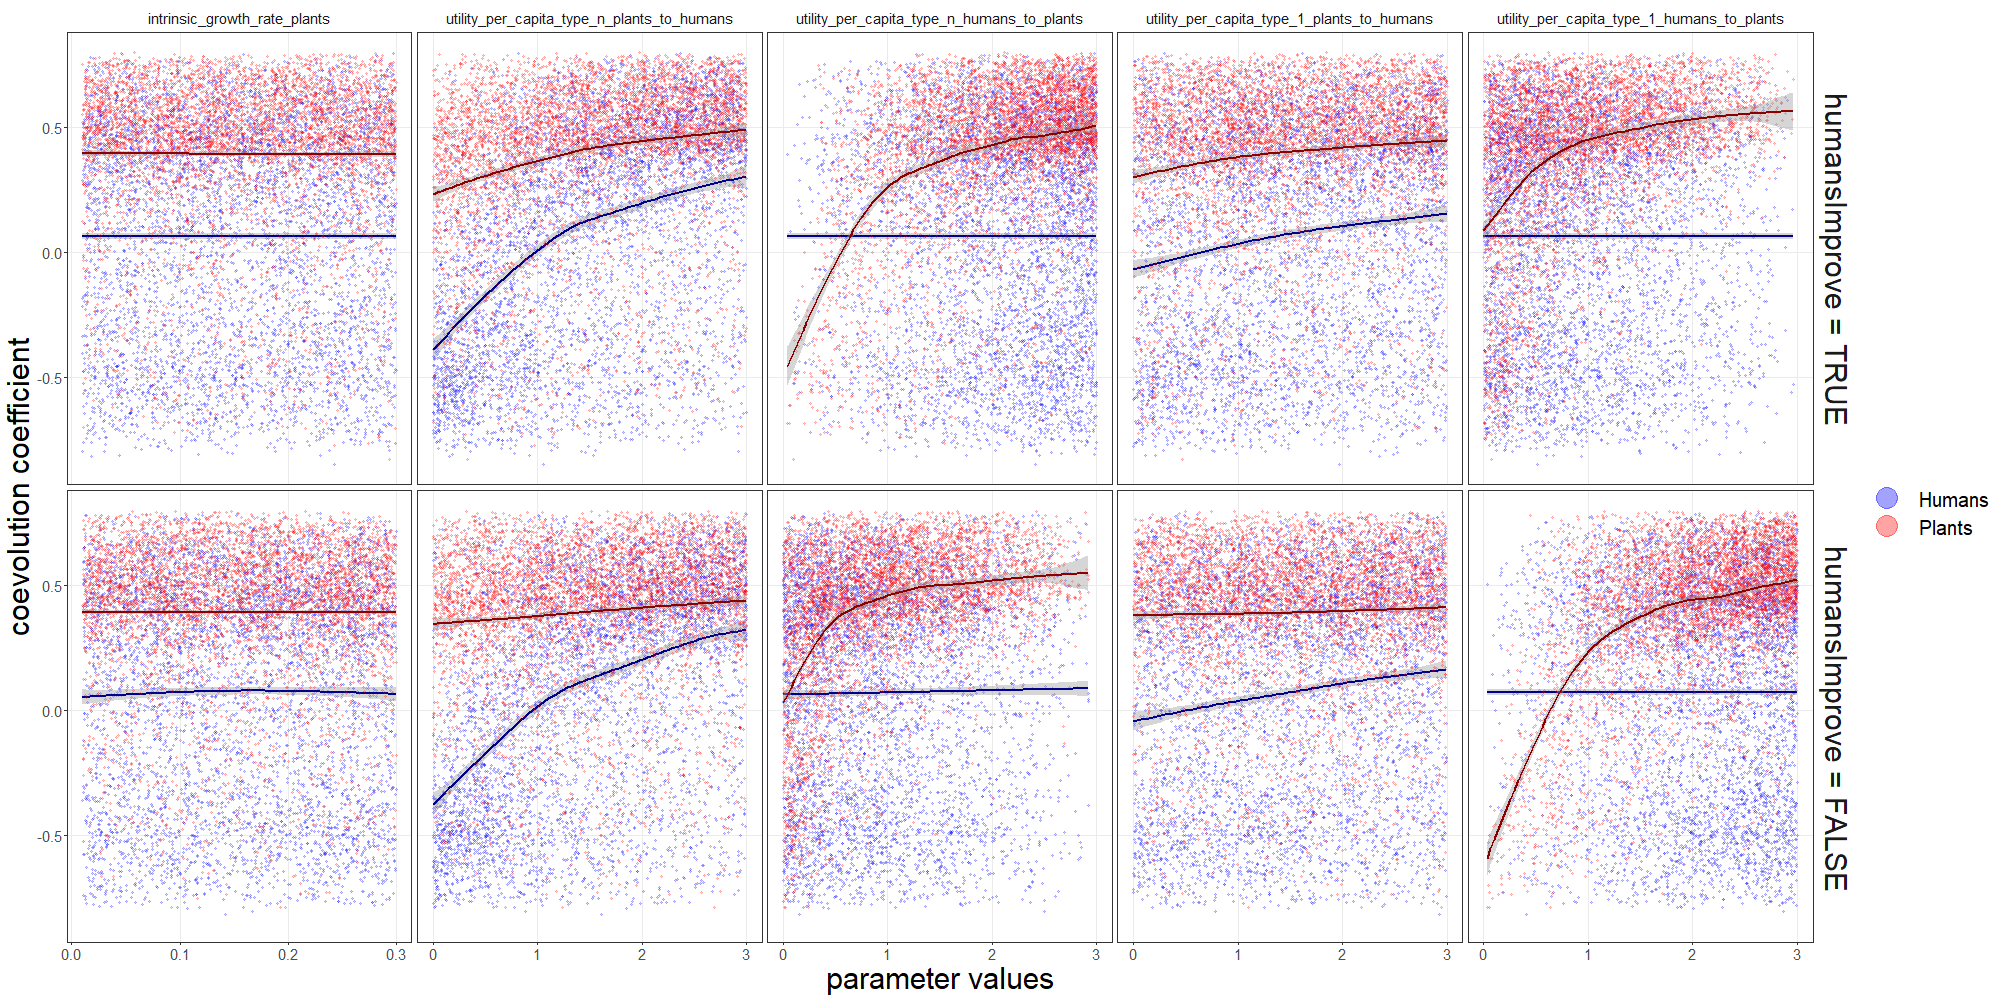 intrinsic_growth_rate_plants
utility_per_capita_type_n_plants_to_humans
utility_per_capita_type_n_humans_to_plants
utility_per_capita_type_1_plants_to_humans
utility_per_capita_type_1_humans_to_plants
coevolution coefficient
0.5
0.0
-0.5
humansImprove = TRUE
0.5
0.0
-0.5
humansImprove = FALSE
0.0 0.1 0.2 0.3
0 1 2 3
0 1 2 3
0 1 2 3
0 1 2 3
parameter values
Humans
Plants